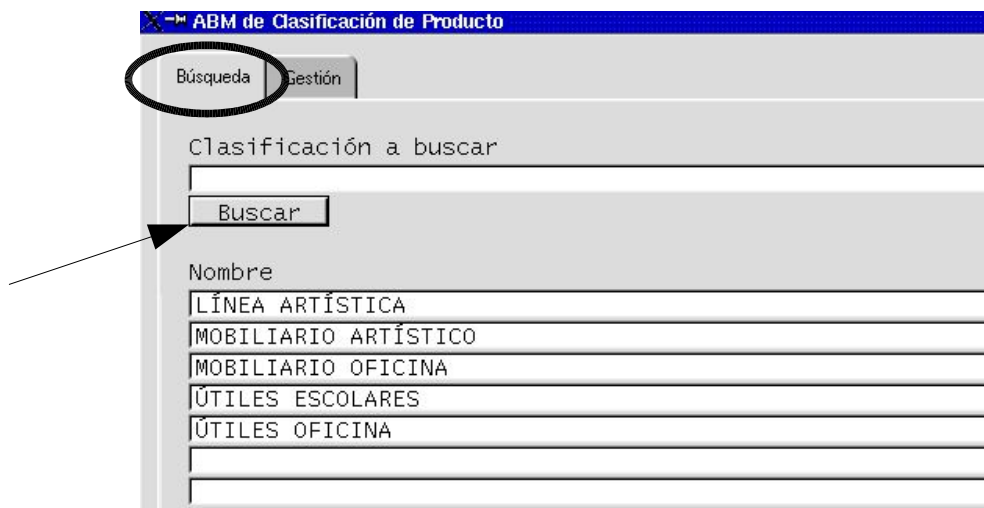 ABM de Clasificación de Producto
Búsqueda Gestión
Clasificación a buscar
Buscar
Nombre
LÍNEA ARTÍSTICA
MOBILIARIO ARTÍSTICO
MOBILIARIO OFICINA
ÚTILES ESCOLARES
ÚTILES OFICINA